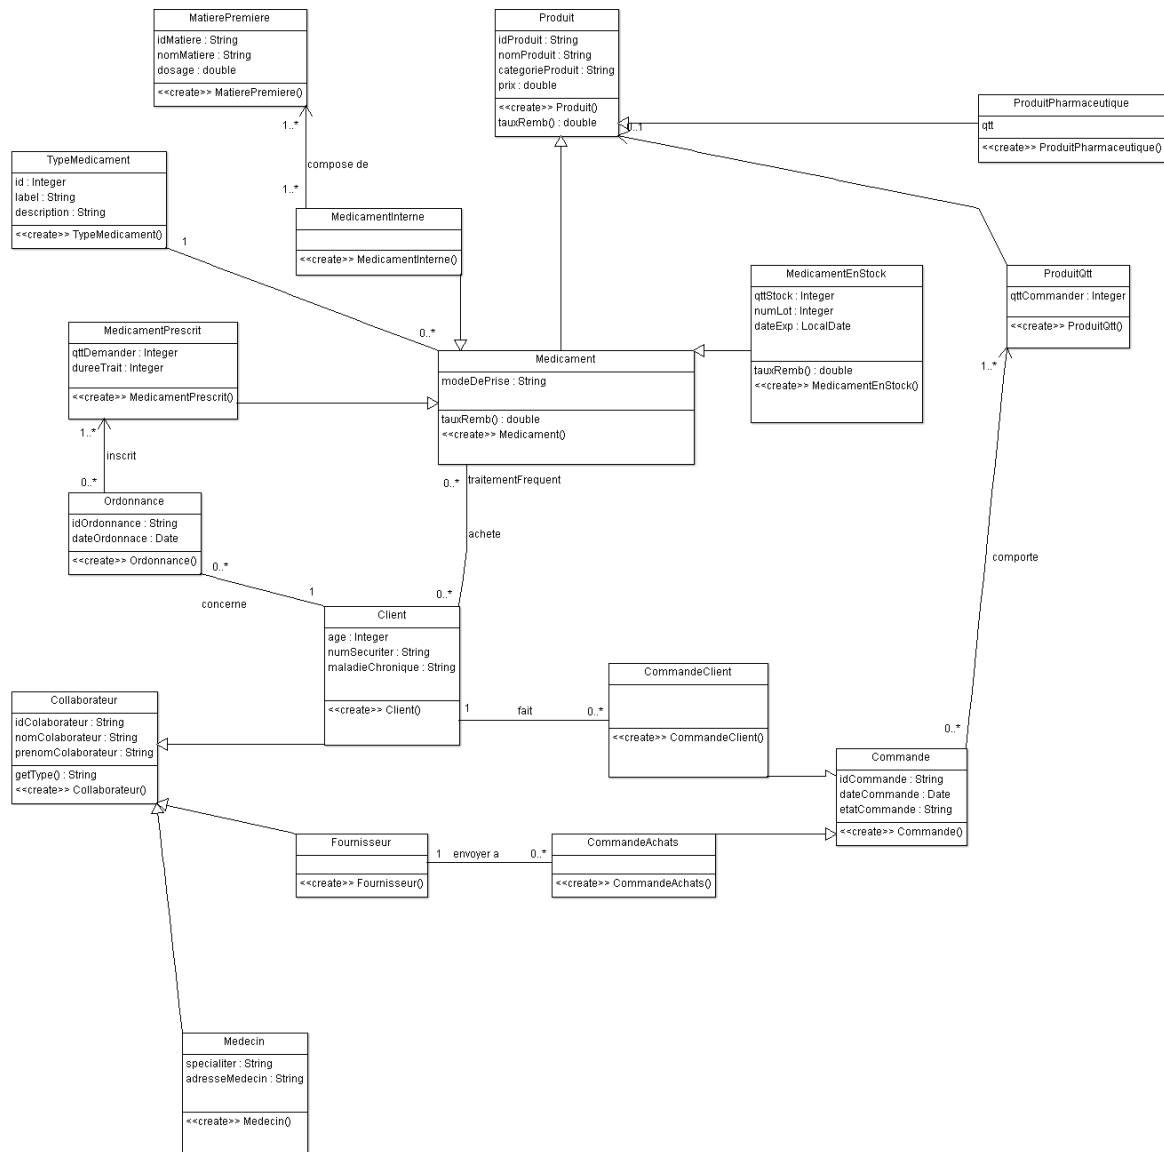 MatierePremiere
idMatiere : String
nomMatiere : String
dosage : double
<<create>> MatierePremiere()
Produit
idProduit : String
nomProduit : String
categorieProduit : String
prix : double
<<create>> Produit()
tauxRemb() : double
0..1
ProduitPharmaceutique
qtt
<<create>> ProduitPharmaceutique()
1..*
compose de
1..*
TypeMedicament
id : Integer
label : String
description : String
<<create>> TypeMedicament()
1
MedicamentInterne
<<create>> MedicamentInterne()
MedicamentEnStock
qttStock : Integer
numLot : Integer
dateExp : LocalDate
tauxRemb() : double
<<create>> MedicamentEnStock()
ProduitQtt
qttCommander : Integer
<<create>> ProduitQtt()
1..*
MedicamentPrescrit
qttDemander : Integer
dureeTrait : Integer
<<create>> MedicamentPrescrit()
0..*
Medicament
modeDePrise : String
tauxRemb() : double
<<create>> Medicament()
1..*
inscrit
0..*
0..*
traitementFrequent
achete
0..*
Ordonnance
idOrdonnance : String
dateOrdonnace : Date
<<create>> Ordonnance()
0..*
1
concerne
comporte
Client
age : Integer
numSecuriter : String
maladieChronique : String
<<create>> Client()
1
fait
0..*
CommandeClient
<<create>> CommandeClient()
Collaborateur
idColaborateur : String
nomColaborateur : String
prenomColaborateur : String
getType() : String
<<create>> Collaborateur()
0..*
Commande
idCommande : String
dateCommande : Date
etatCommande : String
<<create>> Commande()
Fournisseur
<<create>> Fournisseur()
1
envoyer a
0..*
CommandeAchats
<<create>> CommandeAchats()
Medecin
specialiter : String
adresseMedecin : String
<<create>> Medecin()